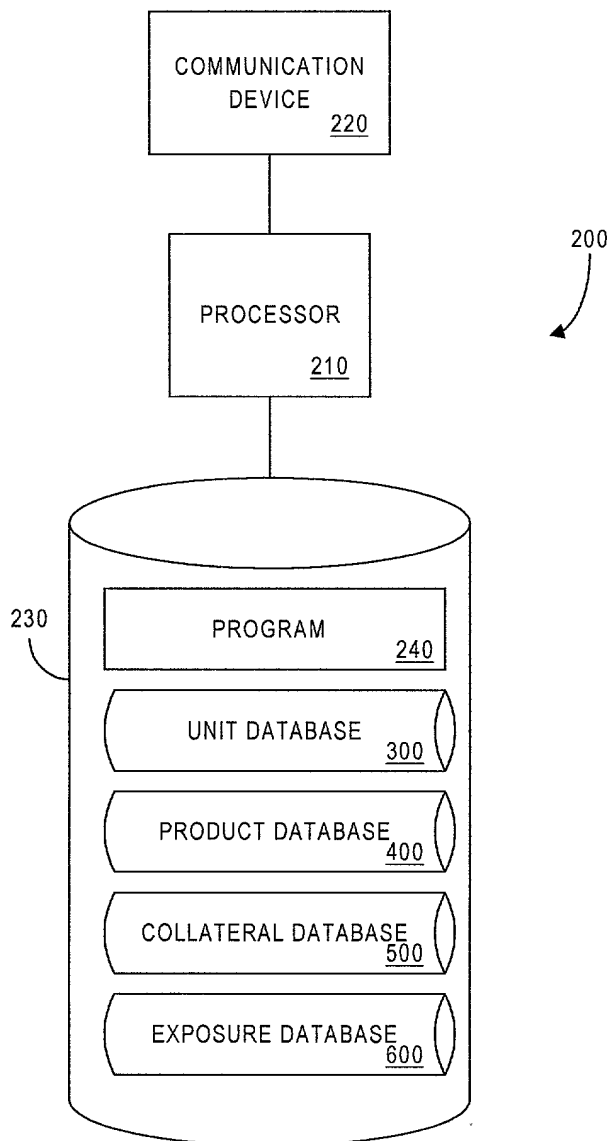 COMMUNICATION
DEVICE
220
200
PROCESSOR
210
230
PROGRAM
240
UNIT DATABASE
300
PRODUCT DATABASE
400
COLLATERAL DATABASE
500
EXPOSURE DATABASE
600